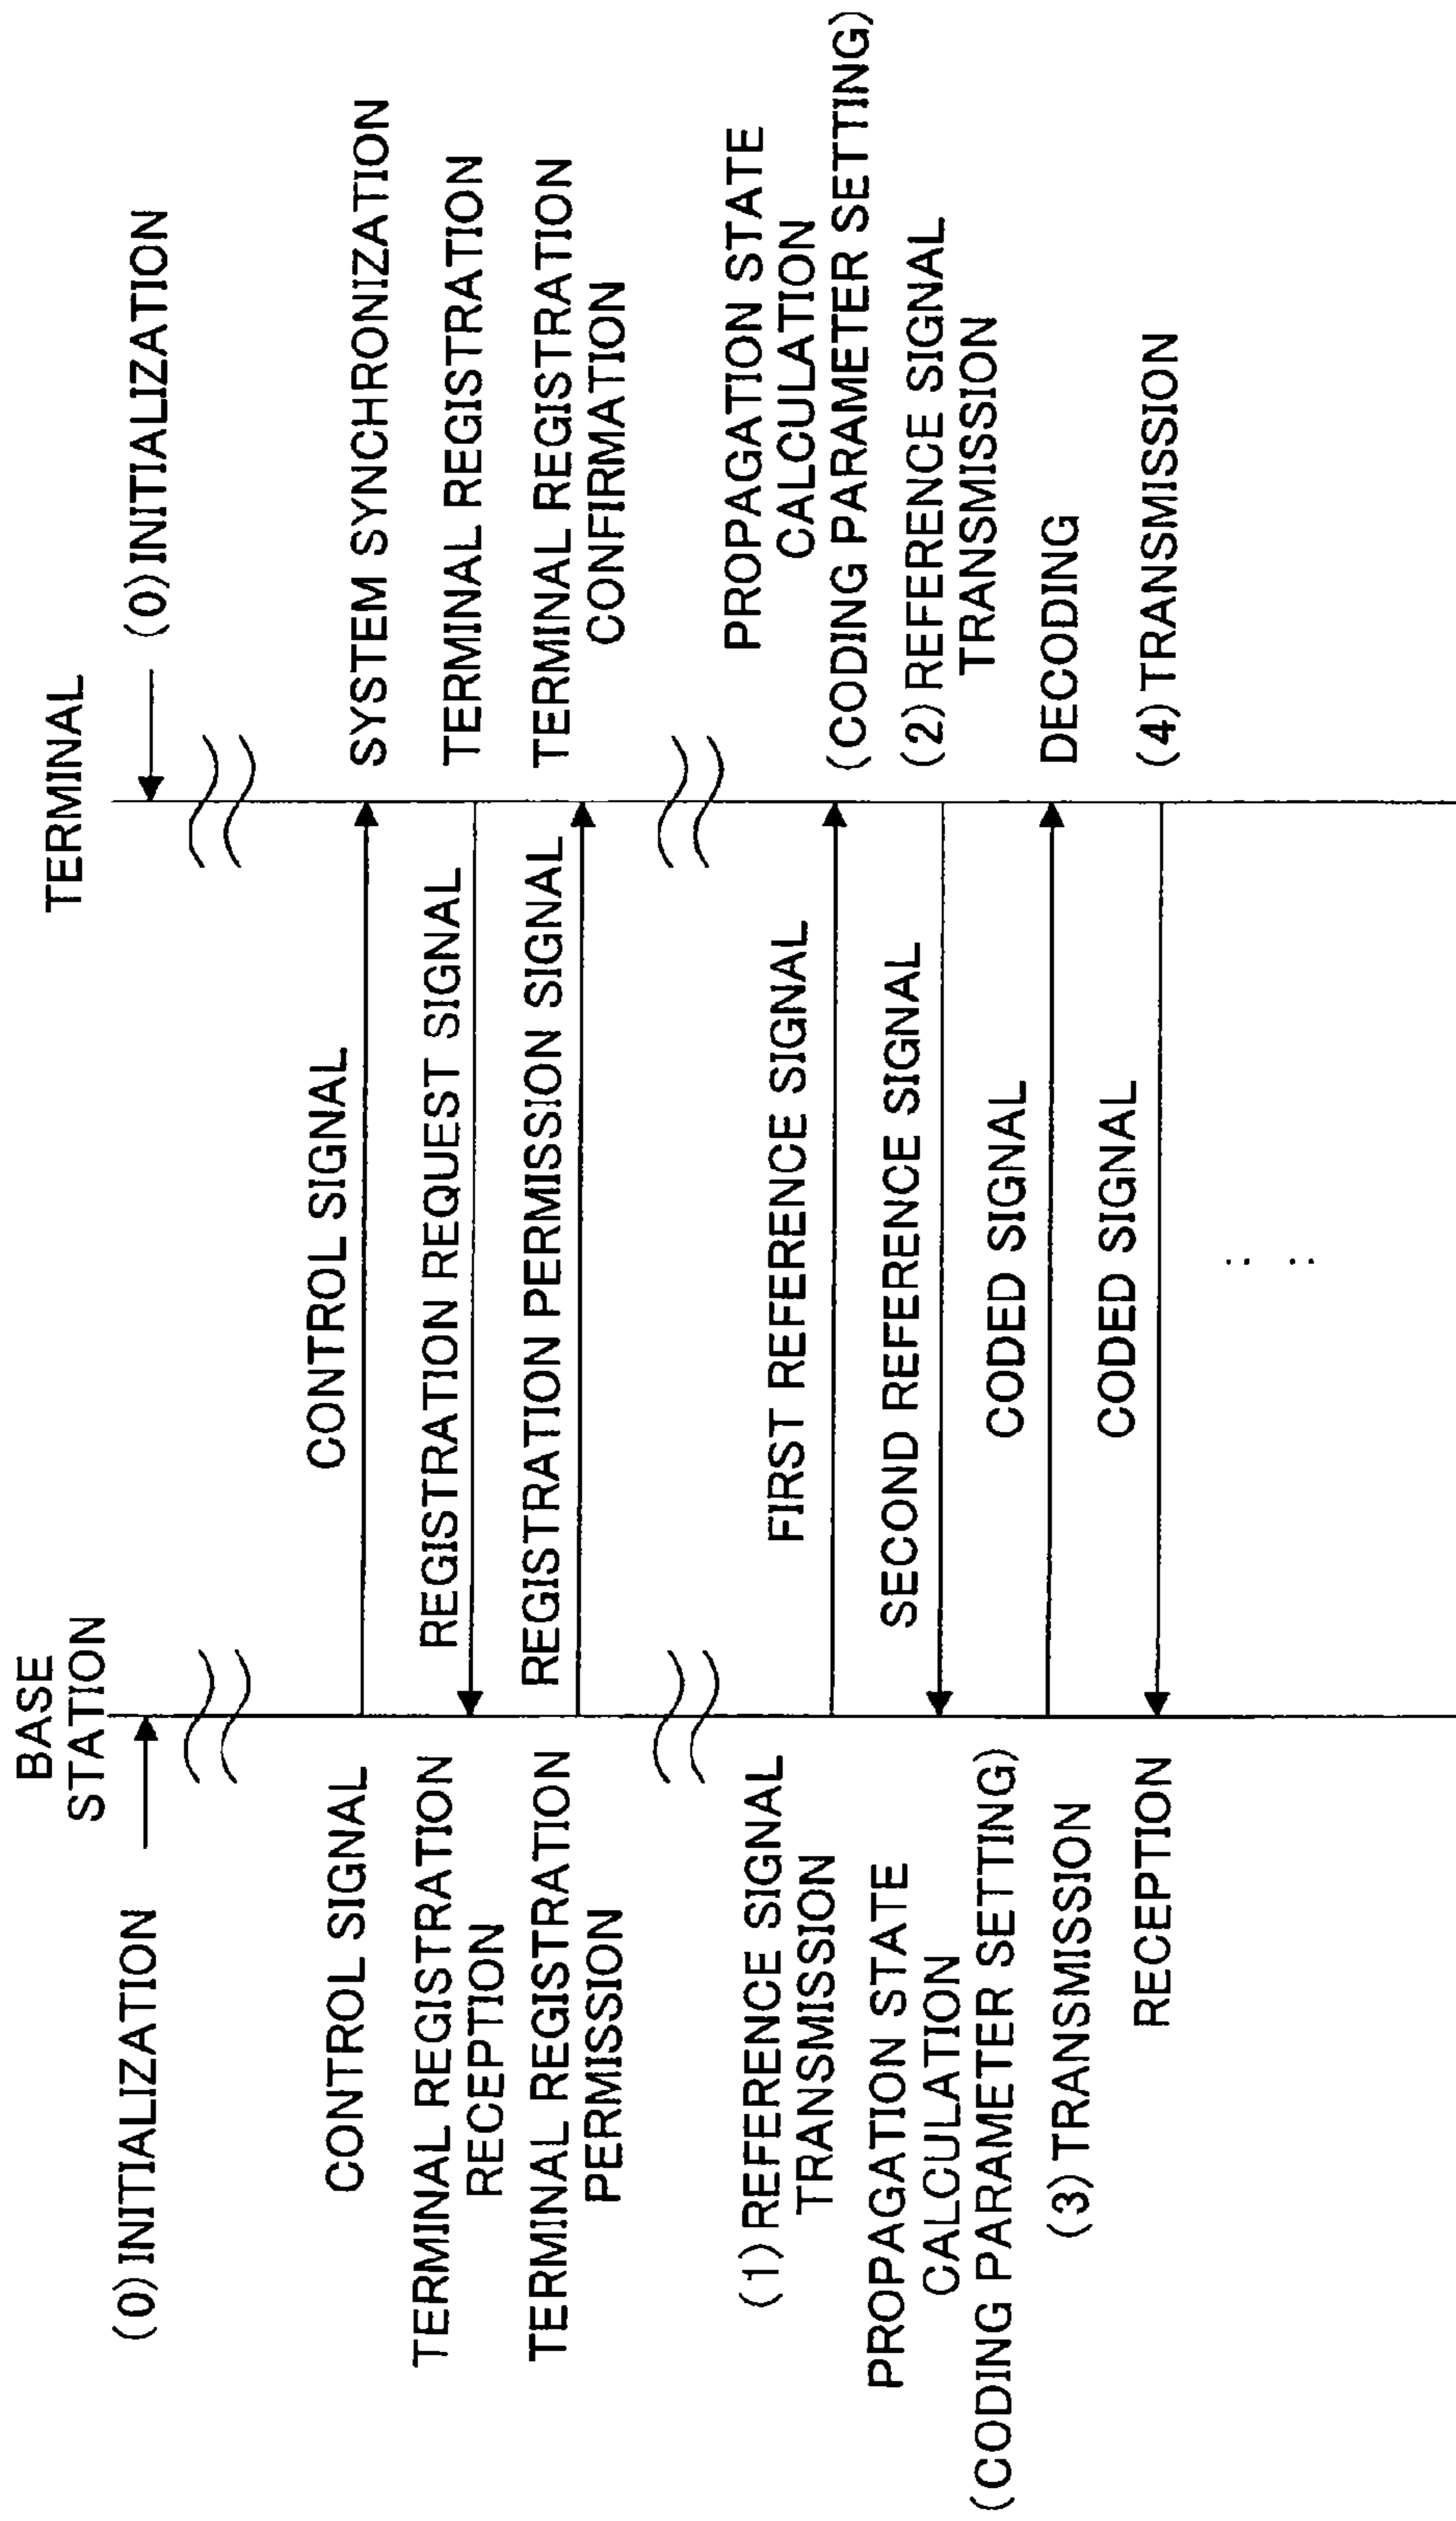 BASE
STATION
TERMINAL
(0) INITIALIZATION
(0) INITIALIZATION
CONTROL SIGNAL
CONTROL SIGNAL
SYSTEM SYNCHRONIZATION
TERMINAL REGISTRATION
RECEPTION
REGISTRATION REQUEST SIGNAL
TERMINAL REGISTRATION
TERMINAL REGISTRATION
PERMISSION
REGISTRATION PERMISSION SIGNAL
TERMINAL REGISTRATION
CONFIRMATION
(1) REFERENCE SIGNAL
TRANSMISSION
FIRST REFERENCE SIGNAL
PROPAGATION STATE
CALCULATION
(CODING PARAMETER SETTING)
PROPAGATION STATE
CALCULATION
(CODING PARAMETER SETTING)
SECOND REFERENCE SIGNAL
(2) REFERENCE SIGNAL
TRANSMISSION
(3) TRANSMISSION
CODED SIGNAL
DECODING
RECEPTION
CODED SIGNAL
(4) TRANSMISSION